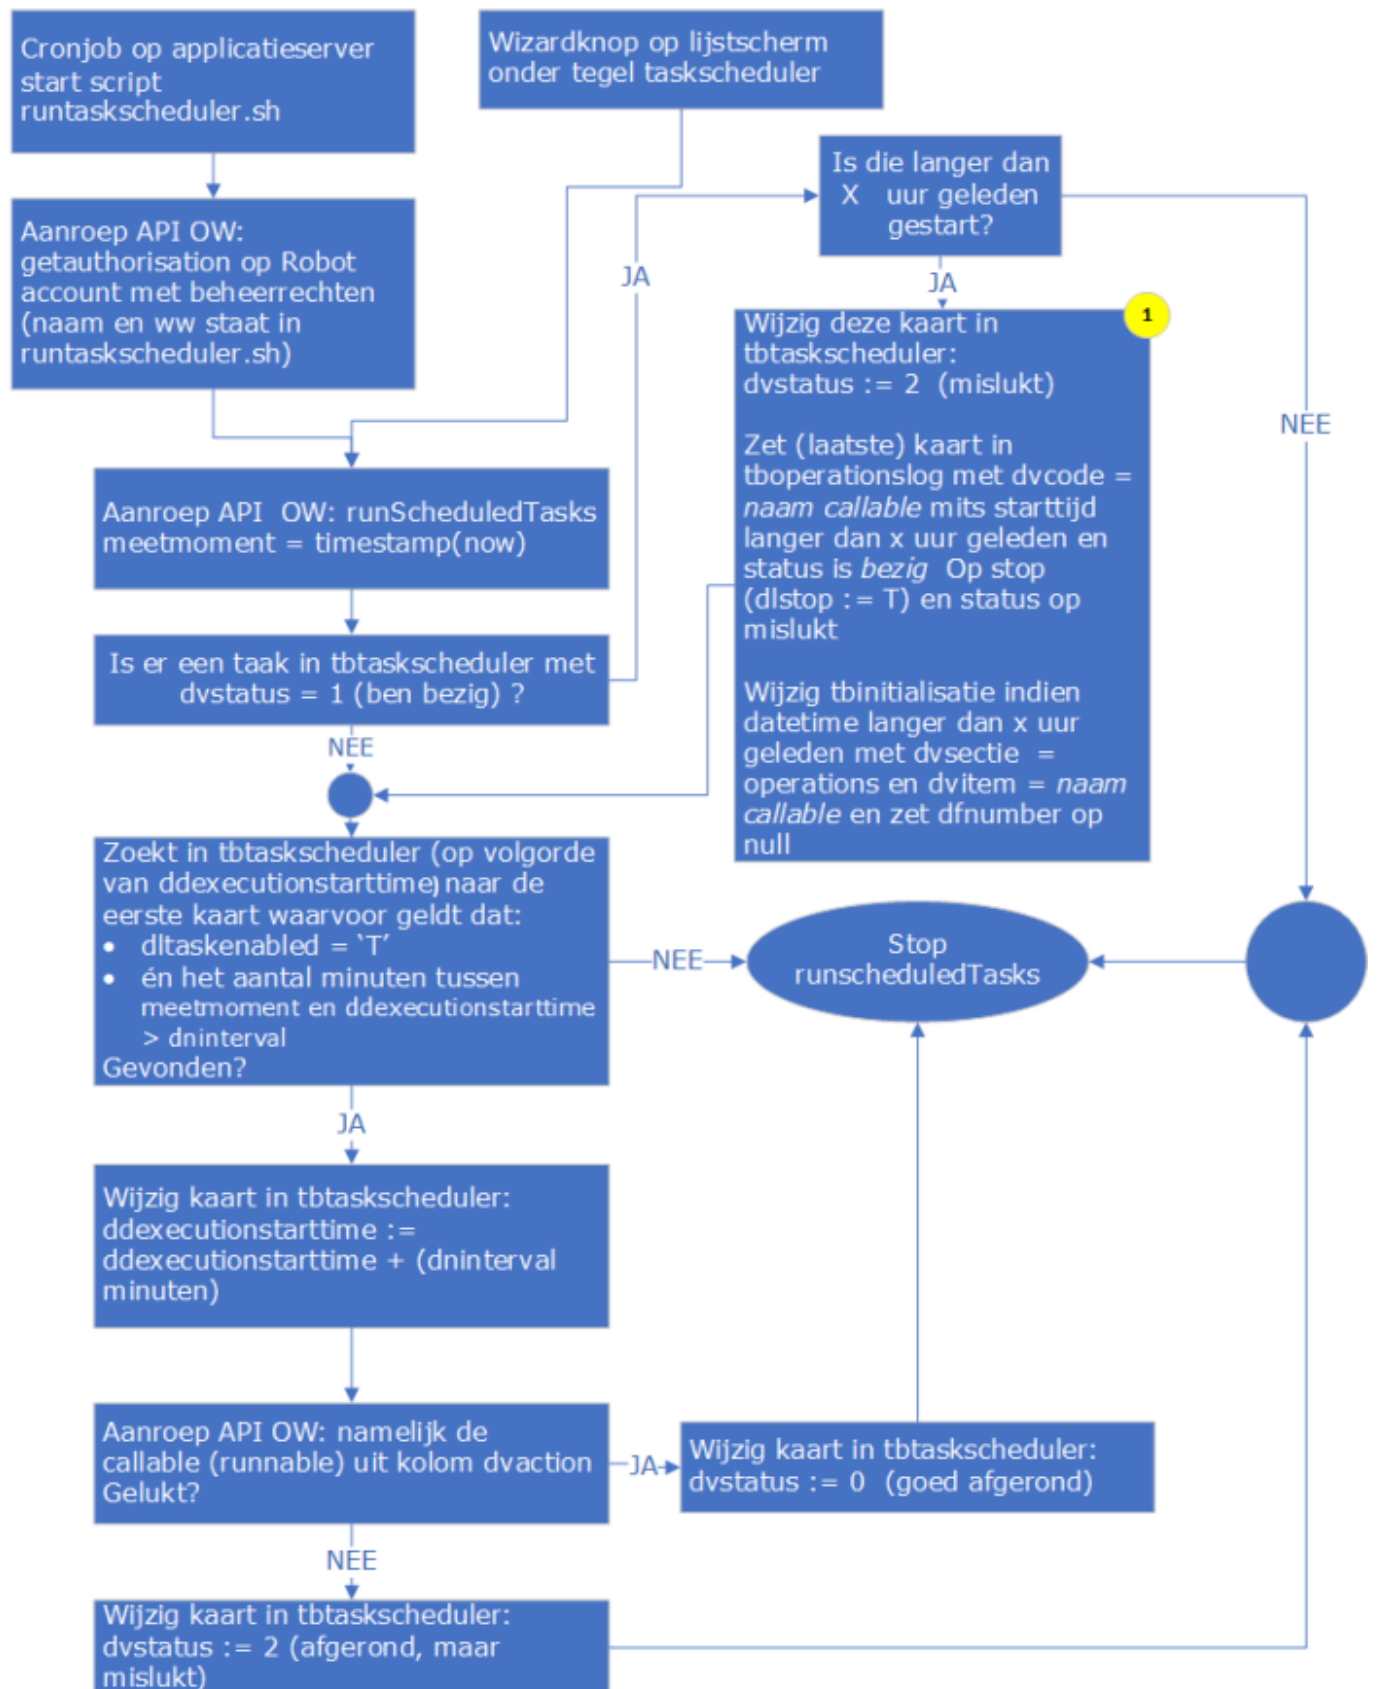 Cronjob op applicatieserver
start script
runtaskscheduler.sh
Wizardknop op lijstscherm
onder tegel taskscheduler
Is die langer dan
X uur geleden
gestart?
Aanroep API OW:
getauthorisation op Robot
account met beheerrechten
(naam en ww staat in
runtaskscheduler.sh)
JA
JA
1
Wijzig deze kaart in
tbtaskscheduler:
dvstatus := 2 (mislukt)
Zet (laatste) kaart in
tboperationslog met dvcode =
naam callable mits starttijd
langer dan x uur geleden en
status is bezig Op stop
(dlstop := T) en status op
mislukt
Wijzig tbinitialisatie indien
datetime langer dan x uur
geleden met dvsectie =
operations en dvitem = naam
callable en zet dfnumber op
null
NEE
Aanroep API OW: runScheduledTasks
meetmoment = timestamp(now)
Is er een taak in tbtaskscheduler met
dvstatus = 1 (ben bezig) ?
NEE
Zoekt in tbtaskscheduler (op volgorde
van ddexecutionstarttime) naar de
eerste kaart waarvoor geldt dat:
• dltaskenabled = ‘T’
• én het aantal minuten tussen
meetmoment en ddexecutionstarttime
> dninterval
Gevonden?
NEE
Stop
runscheduledTasks
JA
Wijzig kaart in tbtaskscheduler:
ddexecutionstarttime :=
ddexecutionstarttime + (dninterval
minuten)
Aanroep API OW: namelijk de
callable (runnable) uit kolom dvaction
Gelukt?
JA
Wijzig kaart in tbtaskscheduler:
dvstatus := 0 (goed afgerond)
NEE
Wijzig kaart in tbtaskscheduler:
dvstatus := 2 (afgerond, maar
mislukt)